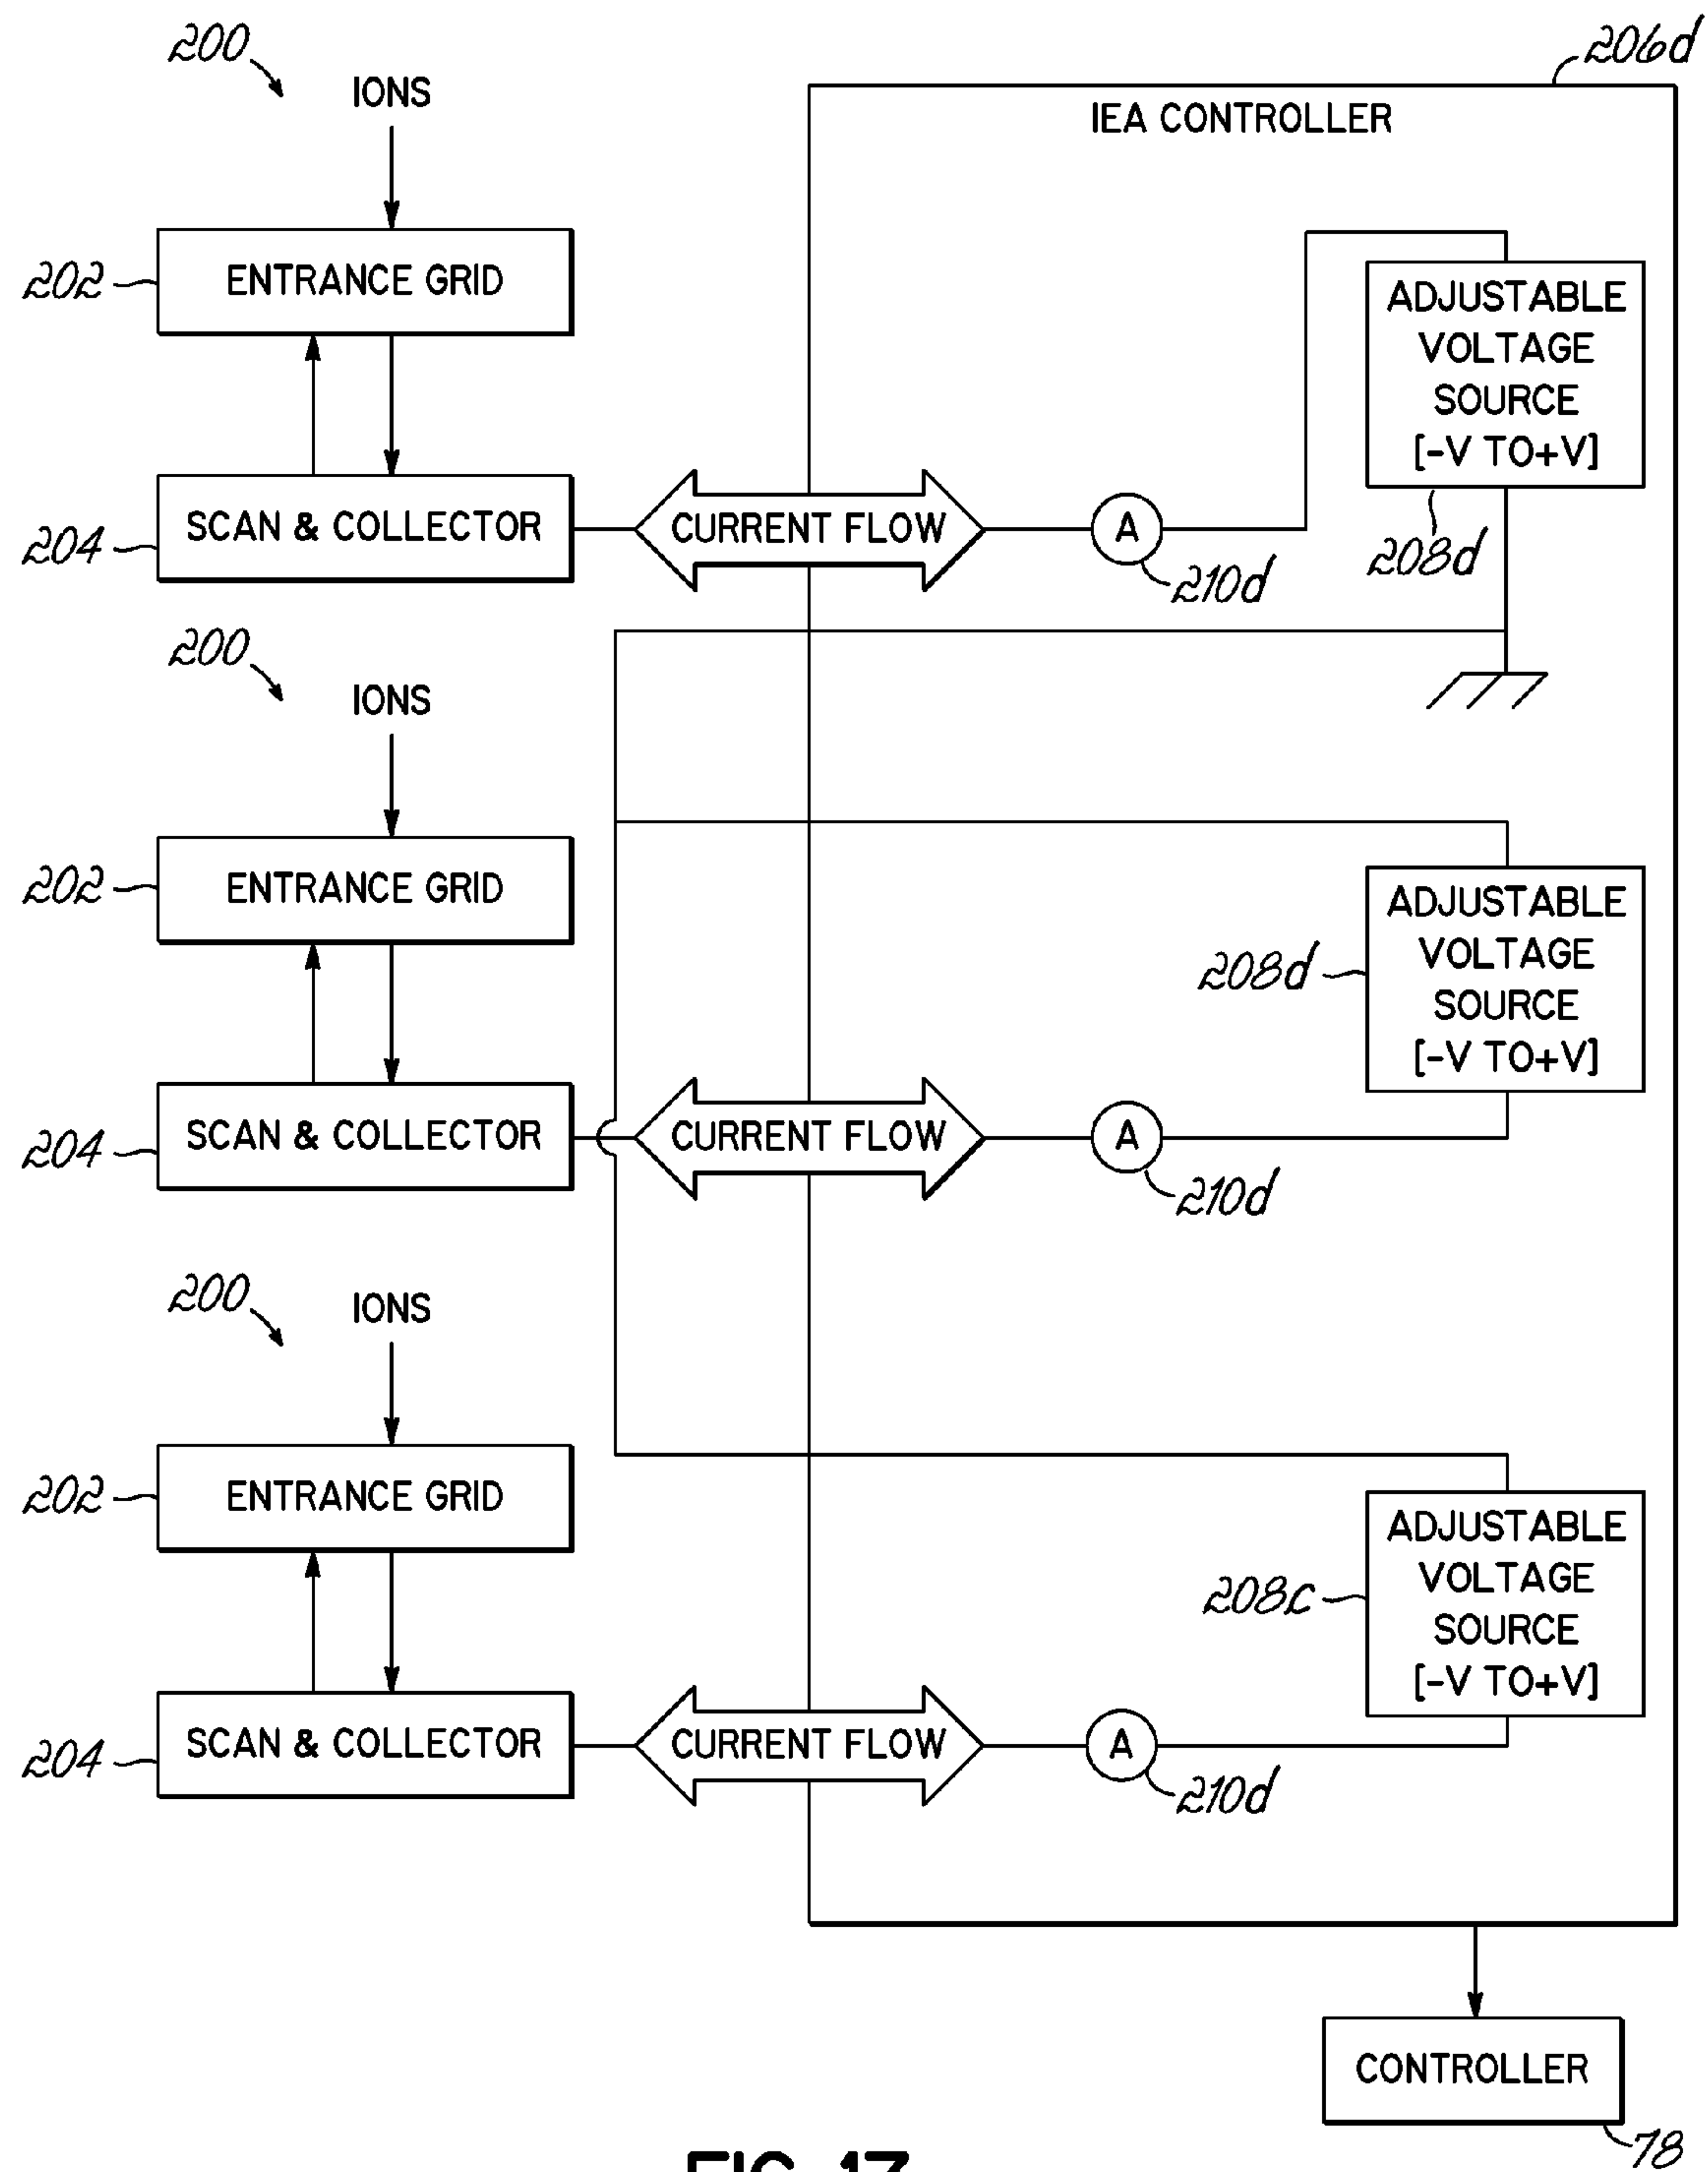 200
IONS
206d
IEA CONTROLLER
202
ENTRANCE GRID
ADJUSTABLE
VOLTAGE
SOURCE
[-V TO+V]
204
SCAN & COLLECTOR
CURRENT FLOW
A
210d
208d
200
IONS
202
ENTRANCE GRID
ADJUSTABLE
VOLTAGE
SOURCE
[-V TO+V]
208d
204
SCAN & COLLECTOR
CURRENT FLOW
A
210d
200
IONS
202
ENTRANCE GRID
ADJUSTABLE
VOLTAGE
SOURCE
[-V TO+V]
208c
204
SCAN & COLLECTOR
CURRENT FLOW
A
210d
CONTROLLER
78